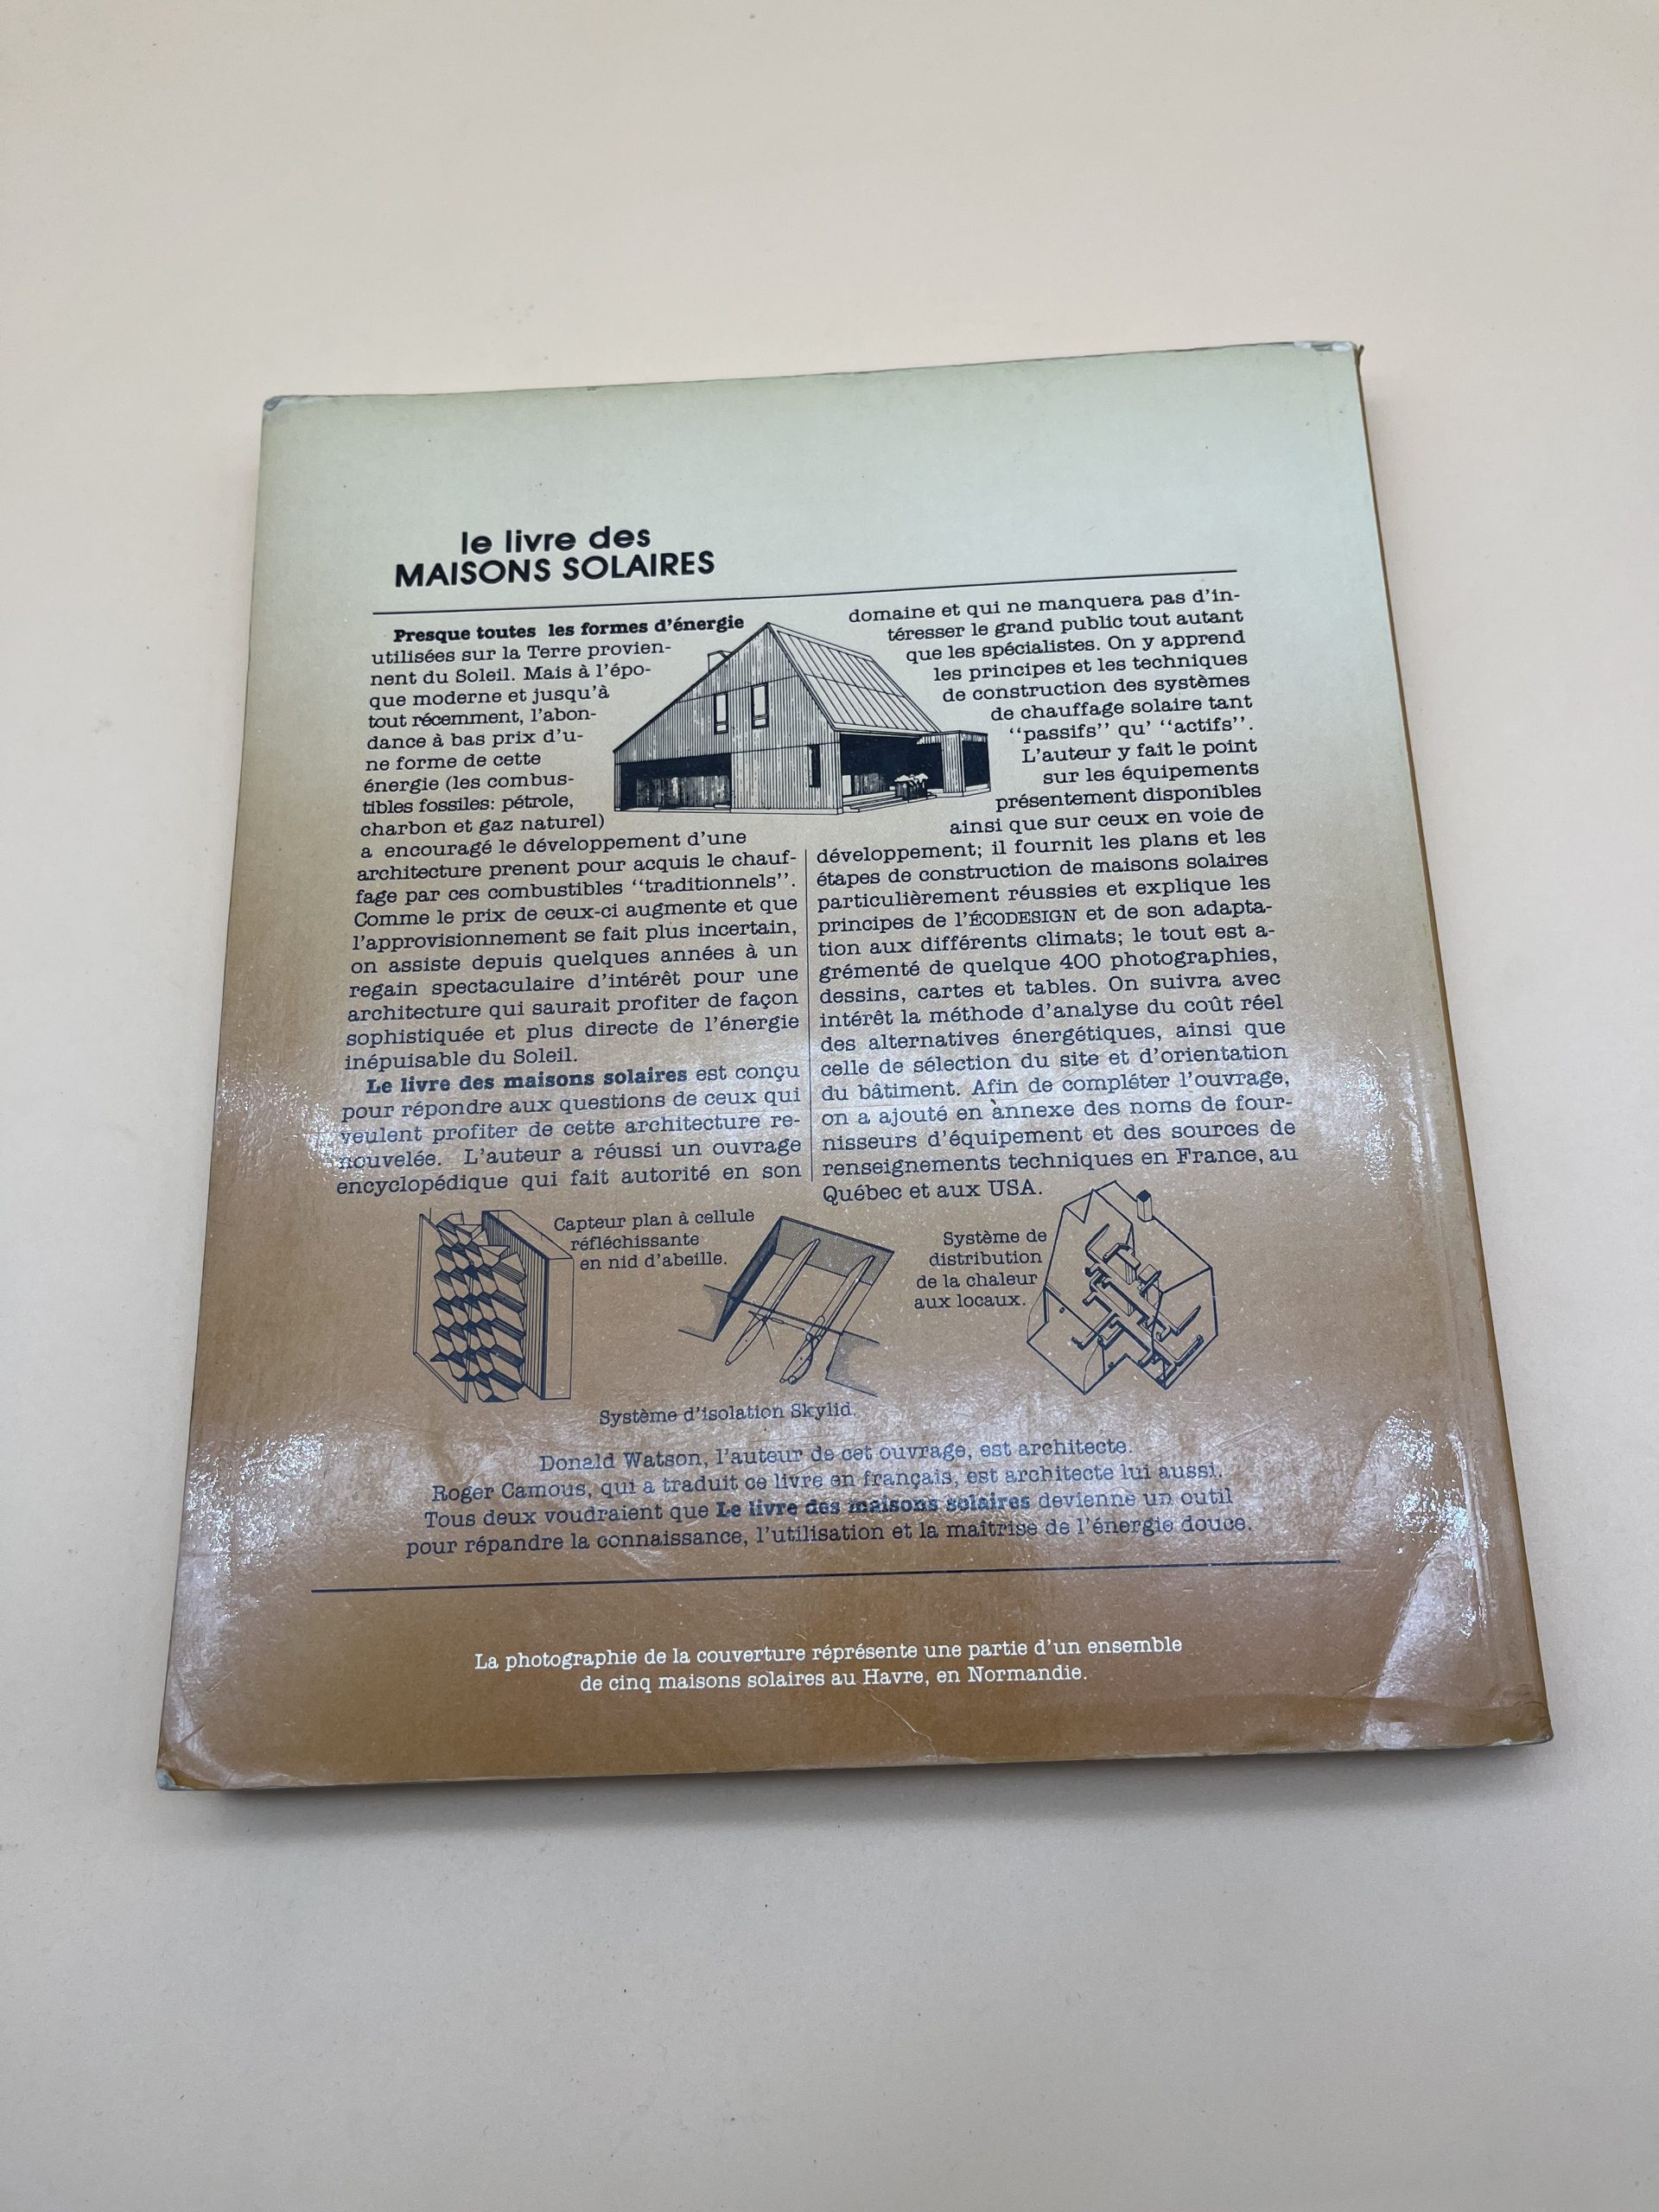 le livre des
MAISONS SOLAIRES
Presque toutes les formes d'énergie
utilisées sur la Terre provien-
nent du Soleil. Mais à l'épo-
que moderne et jusqu'à
tout récemment, l'abon-
dance à bas prix d'u-
ne forme de cette
énergie (les combus-
tibles fossiles: pétrole,
charbon et gaz naturel)
a encouragé le développement d'une
architecture prenent pour acquis le chauf-
fage par ces combustibles ‘‘traditionnels’’.
Comme le prix de ceux-ci augmente et que
l'approvisionnement se fait plus incertain,
on assiste depuis quelques années à un
regain spectaculaire d'intérêt pour une
architecture qui saurait profiter de façon
sophistiquée et plus directe de l'énergie
inépuisable du Soleil.
Le livre des maisons solaires est conçu
pour répondre aux questions de ceux qui
veulent profiter de cette architecture re-
nouvelée. L'auteur a réussi un ouvrage
encyclopédique qui fait autorité en son
domaine et qui ne manquera pas d'in-
téresser le grand public tout autant
que les spécialistes. On y apprend
les principes et les techniques
de construction des systèmes
de chauffage solaire tant
‘‘passifs’’ qu' ‘‘actifs’’.
L'auteur y fait le point
sur les équipements
présentement disponibles
ainsi que sur ceux en voie de
développement; il fournit les plans et les
étapes de construction de maisons solaires
particulièrement réussies et explique les
principes de l'ÉCODESIGN et de son adapta-
tion aux différents climats; le tout est a-
grémenté de quelque 400 photographies,
dessins, cartes et tables. On suivra avec
intérêt la méthode d'analyse du coût réel
des alternatives énergétiques, ainsi que
celle de sélection du site et d'orientation
du bâtiment. Afin de compléter l'ouvrage,
on a ajouté en annexe des noms de four-
nisseurs d'équipement et des sources de
renseignements techniques en France, au
Québec et aux USA.
Capteur plan à cellule
réfléchissante
en nid d'abeille.
Système d'isolation Skylid.
Système de
distribution
de la chaleur
aux locaux.
Donald Watson, l'auteur de cet ouvrage, est architecte.
Roger Camous, qui a traduit ce livre en français, est architecte lui aussi.
Tous deux voudraient que Le livre des maisons solaires devienne un outil
pour répandre la connaissance, l'utilisation et la maîtrise de l'énergie douce.
La photographie de la couverture réprésente une partie d'un ensemble
de cinq maisons solaires au Havre, en Normandie.